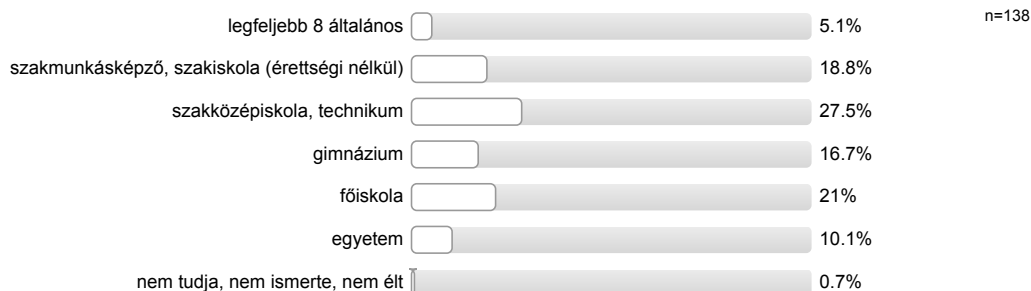 legfeljebb 8 általános 5.1% n=138
szakmunkásképző, szakiskola (érettségi nélkül) 18.8%
szakközépiskola, technikum 27.5%
gimnázium 16.7%
főiskola 21%
egyetem 10.1%
nem tudja, nem ismerte, nem élt 0.7%